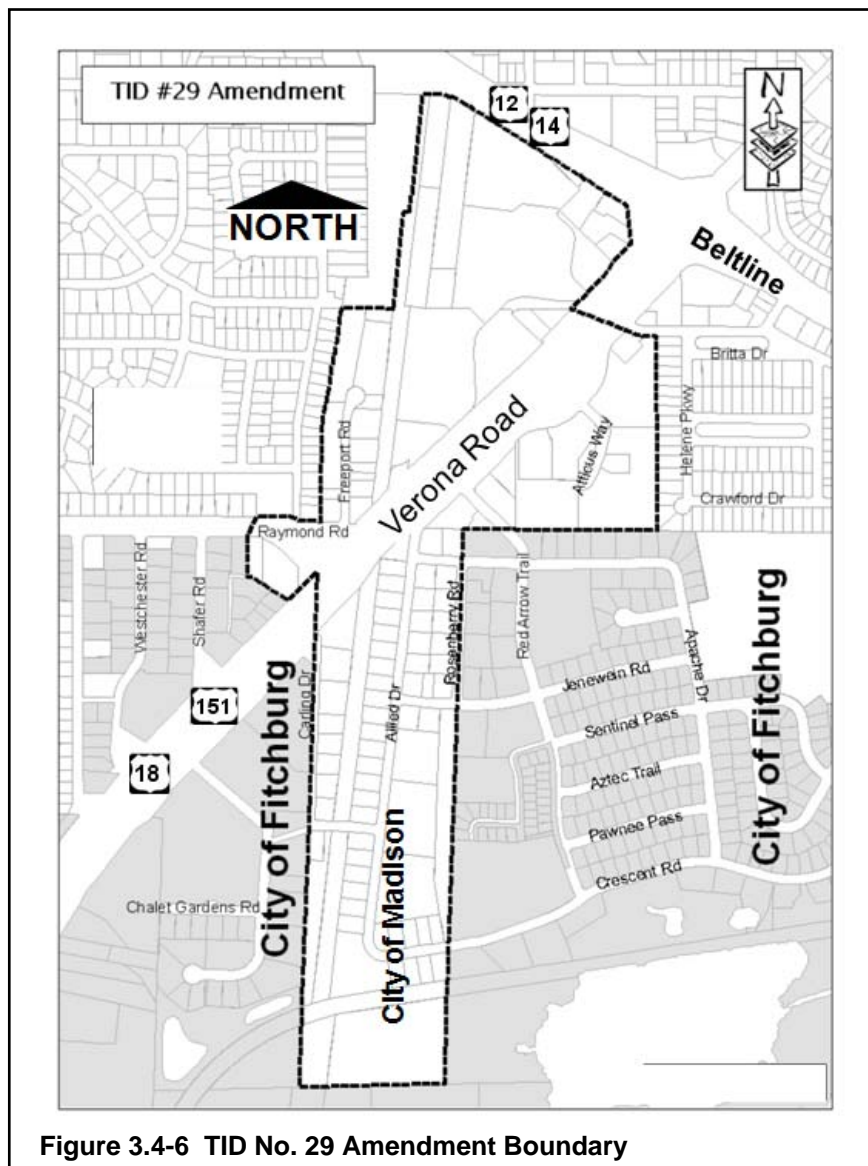 TID #29 Amendment
12
14
N
NORTH
Beltline
Britta Dr
Helene Pkwy
Verona Road
Atticus Way
Freeport Rd
Crawford Dr
Raymond Rd
Westchester Rd
Shafer Rd
Rosenberry Rd
Red Arrow Trail
Apache Dr
City of Fitchburg
Jenewein Rd
151
City of Fitchburg
Carling Dr
Allied Dr
Sentinel Pass
18
Aztec Trail
Pawnee Pass
Crescent Rd
City of Madison
Chalet Gardens Rd
Figure 3.4-6 TID No. 29 Amendment Boundary